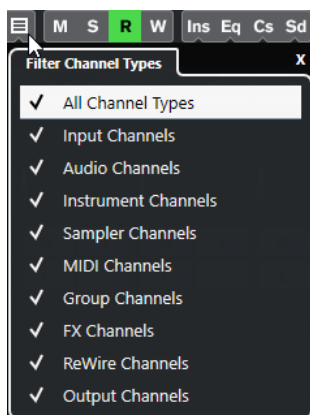 M S R W Ins Eq Cs Sd
Filter Channel Types X
All Channel Types
Input Channels
Audio Channels
Instrument Channels
Sampler Channels
MIDI Channels
Group Channels
FX Channels
ReWire Channels
Output Channels